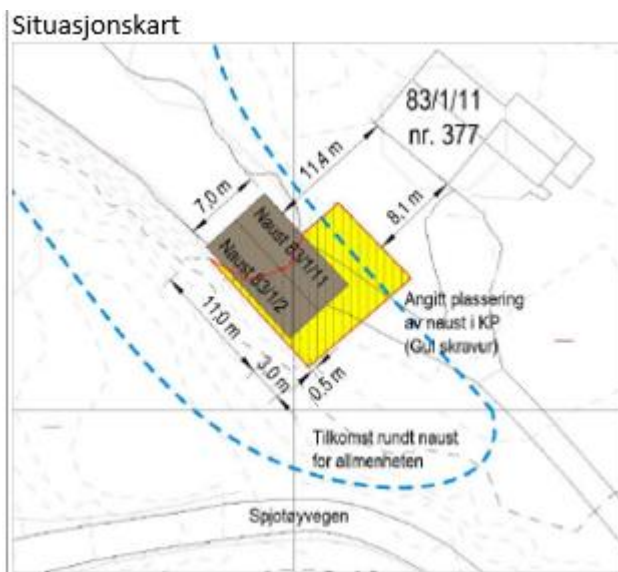 Situasjonskart
83/1/11
nr. 377
11,4 m
7,0 m
8,1 m
Naust 83/1/11
Naust 83/1/2
Angitt plassering
av naust i KP
(Gul skravur)
11,0 m
3,0 m
0,5 m
Tilkomst rundt naust
for allmenheten
Spjotøyvegen